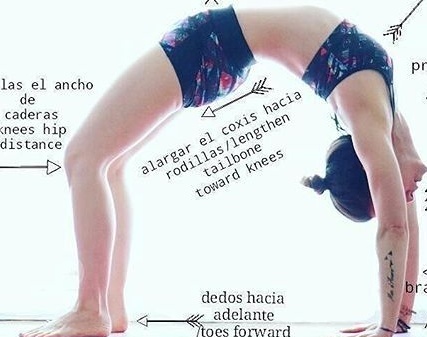 las el ancho
de
caderas
knees hip
distance
alargar el coxis hacia
rodillas/lengthen
tailbone
toward knees
dedos hacia
adelante
/toes forward
pr
bra